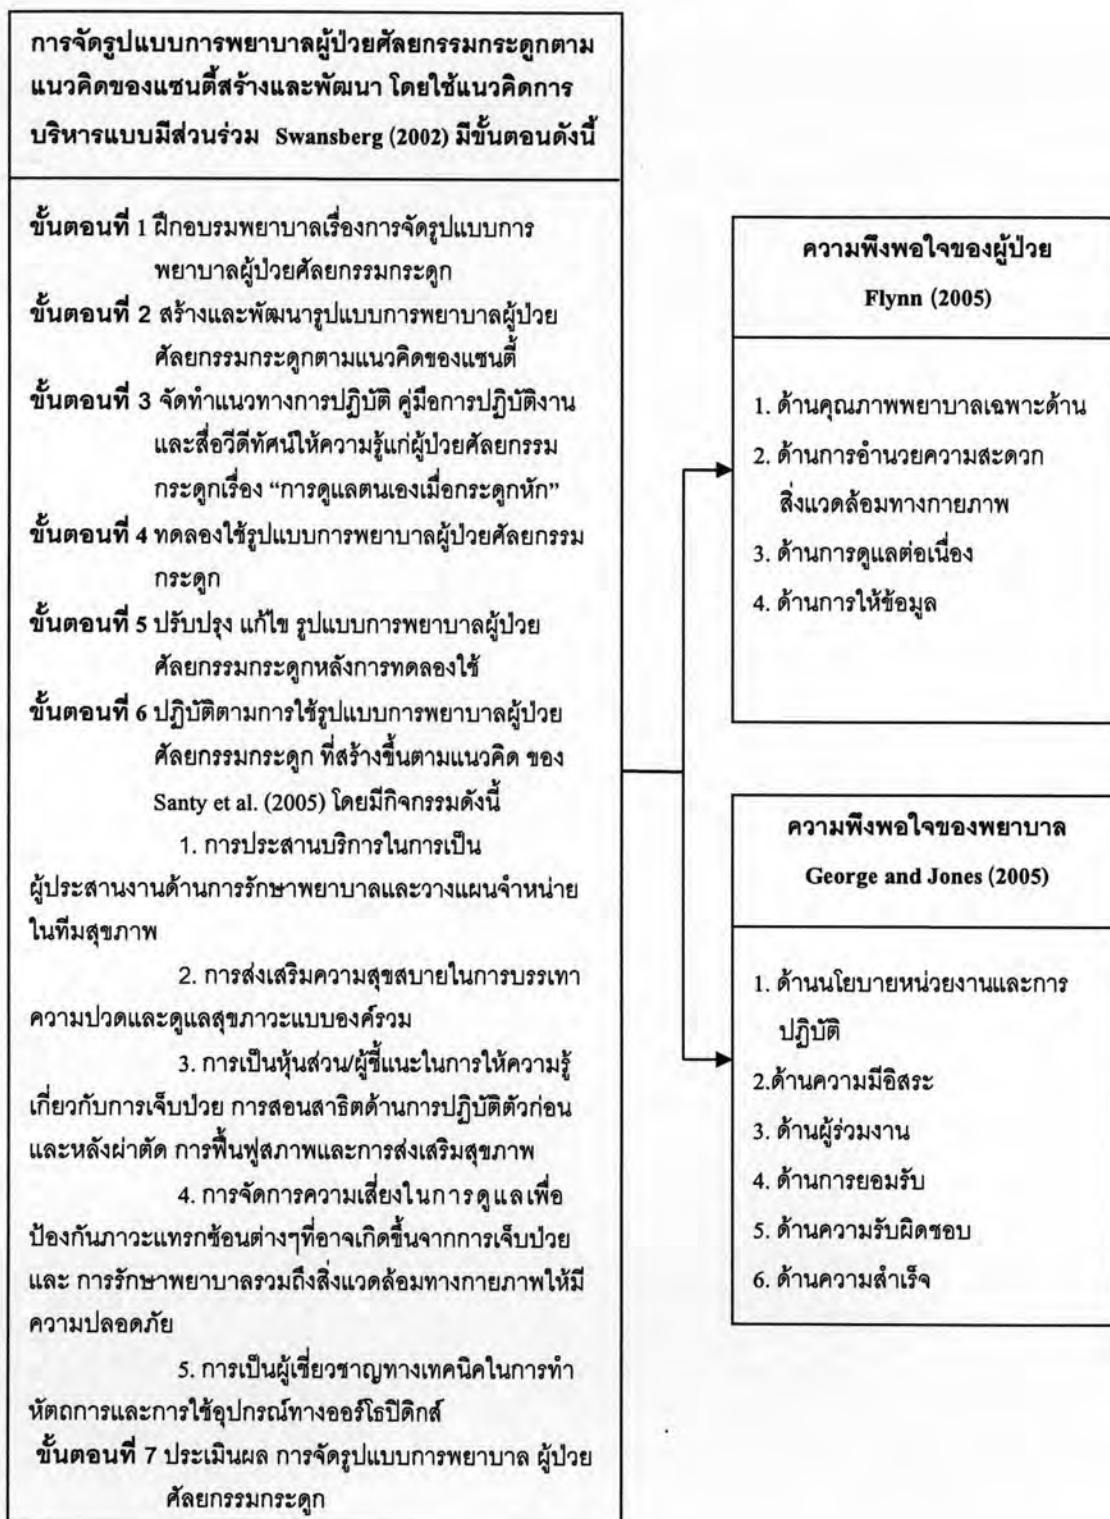 การจัดรูปแบบการพยาบาลผู้ป่วยศัลยกรรมกระดูกตาม
แนวคิดของแซนตี้สร้างและพัฒนา โดยใช้แนวคิดการ
บริหารแบบมีส่วนร่วม Swansberg (2002) มีขั้นตอนดังนี้
ขั้นตอนที่ 1 ฝึกอบรมพยาบาลเรื่องการจัดรูปแบบการ
พยาบาลผู้ป่วยศัลยกรรมกระดูก
ขั้นตอนที่ 2 สร้างและพัฒนารูปแบบการพยาบาลผู้ป่วย
ศัลยกรรมกระดูกตามแนวคิดของแซนตี้
ขั้นตอนที่ 3 จัดทำแนวทางการปฏิบัติ คู่มือการปฏิบัติงาน
และสื่อวีดีทัศน์ให้ความรู้แก่ผู้ป่วยศัลยกรรม
กระดูกเรื่อง “การดูแลตนเองเมื่อกระดูกหัก”
ขั้นตอนที่ 4 ทดลองใช้รูปแบบการพยาบาลผู้ป่วยศัลยกรรม
กระดูก
ขั้นตอนที่ 5 ปรับปรุง แก้ไข รูปแบบการพยาบาลผู้ป่วย
ศัลยกรรมกระดูกหลังการทดลองใช้
ขั้นตอนที่ 6 ปฏิบัติตามการใช้รูปแบบการพยาบาลผู้ป่วย
ศัลยกรรมกระดูก ที่สร้างขึ้นตามแนวคิด ของ
Santy et al. (2005) โดยมีกิจกรรมดังนี้
1. การประสานบริการในการเป็น
ผู้ประสานงานด้านการรักษาพยาบาลและวางแผนจำหน่าย
ในทีมสุขภาพ
2. การส่งเสริมความสุขสบายในการบรรเทา
ความปวดและดูแลสุขภาวะแบบองค์รวม
3. การเป็นหุ้นส่วน/ผู้ชี้แนะในการให้ความรู้
เกี่ยวกับการเจ็บป่วย การสอนสาธิตด้านการปฏิบัติตัวก่อน
และหลังผ่าตัด การฟื้นฟูสภาพและการส่งเสริมสุขภาพ
4. การจัดการความเสี่ยงในการดูแลเพื่อ
ป้องกันภาวะแทรกซ้อนต่างๆที่อาจเกิดขึ้นจากการเจ็บป่วย
และ การรักษาพยาบาลรวมถึงสิ่งแวดล้อมทางกายภาพให้มี
ความปลอดภัย
5. การเป็นผู้เชี่ยวชาญทางเทคนิคในการทำ
หัตถการและการใช้อุปกรณ์ทางออร์โธปิดิกส์
ขั้นตอนที่ 7 ประเมินผล การจัดรูปแบบการพยาบาล ผู้ป่วย
ศัลยกรรมกระดูก
ความพึงพอใจของผู้ป่วย
Flynn (2005)
1. ด้านคุณภาพพยาบาลเฉพาะด้าน
2. ด้านการอำนวยความสะดวก
สิ่งแวดล้อมทางกายภาพ
3. ด้านการดูแลต่อเนื่อง
4. ด้านการให้ข้อมูล
ความพึงพอใจของพยาบาล
George and Jones (2005)
1. ด้านนโยบายหน่วยงานและการ
ปฏิบัติ
2.ด้านความมีอิสระ
3. ด้านผู้ร่วมงาน
4. ด้านการยอมรับ
5. ด้านความรับผิดชอบ
6. ด้านความสำเร็จ